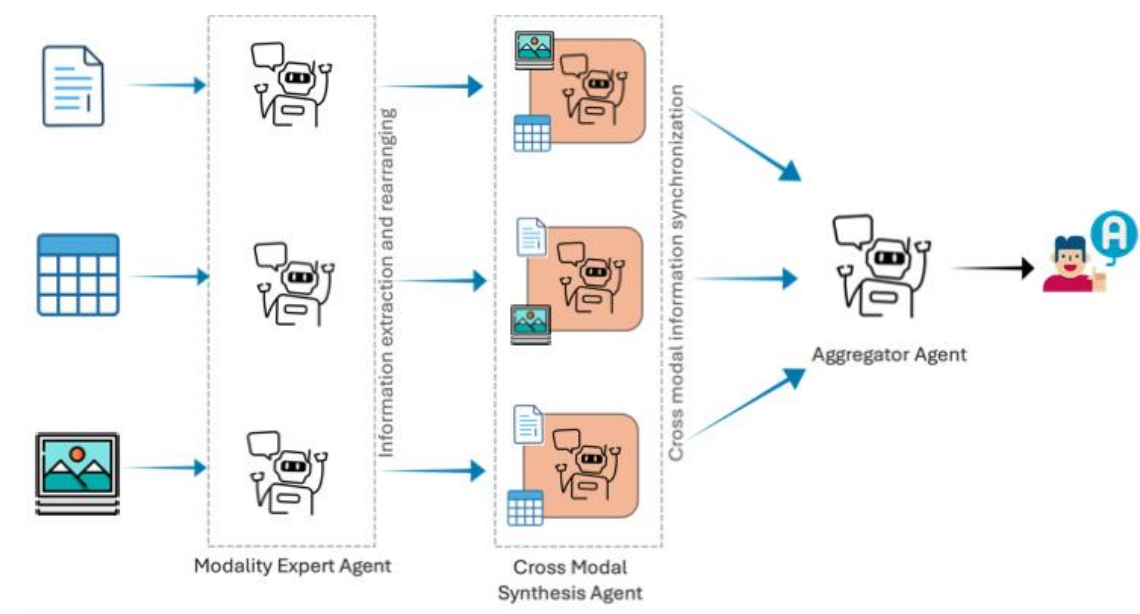 Information extraction and rearranging
Cross modal information synchronization
A
Aggregator Agent
Modality Expert Agent
Cross Modal
Synthesis Agent